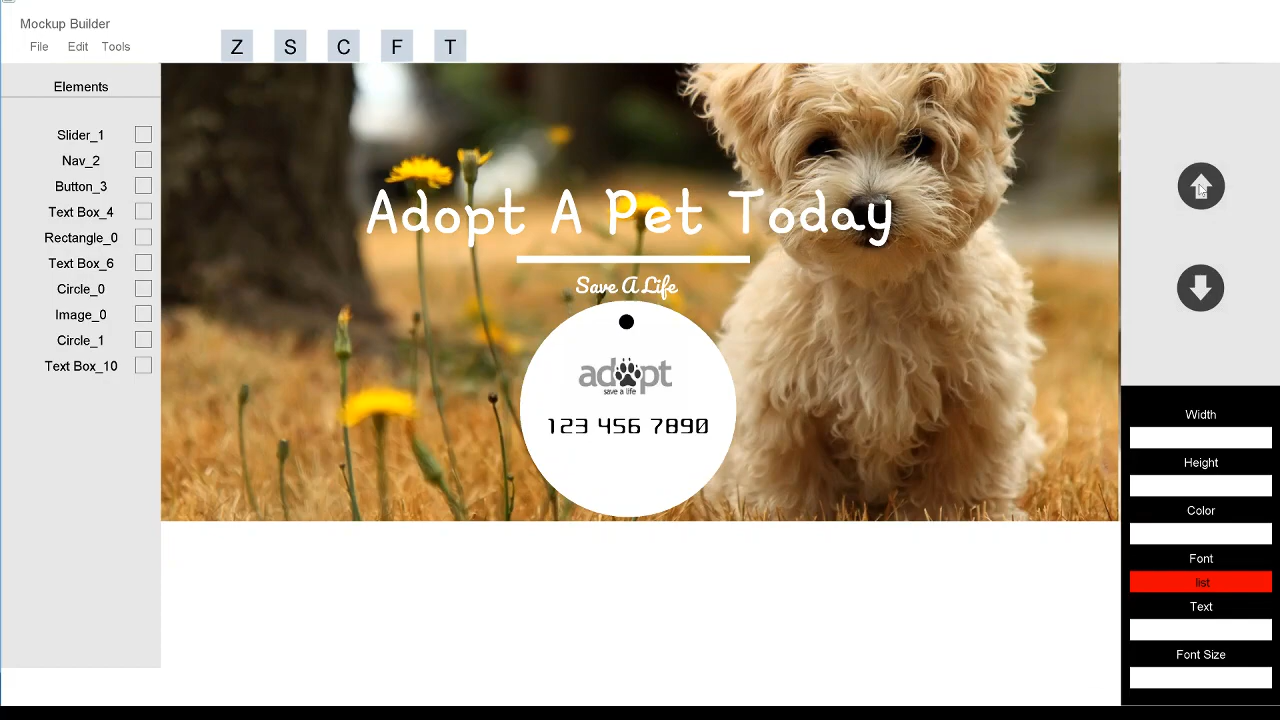 Mockup Builder
File Edit Tools
Z S C F T
Elements
Slider_1
Nav_2
Button_3
Text Box_4
Rectangle_0
Text Box_6
Circle_0
Image_0
Circle_1
Text Box_10
Adopt A Pet Today
Save A Life
adopt
save a life
123 456 7890
Width
Height
Color
Font
list
Text
Font Size